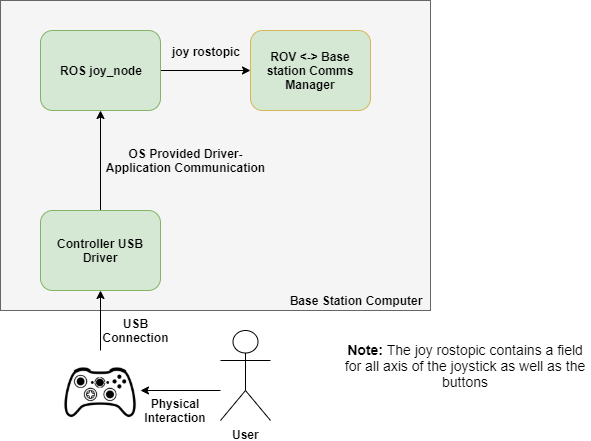 joy rostopic
ROS joy_node
ROV <-> Base
station Comms
Manager
OS Provided Driver-
Application Communication
Controller USB
Driver
Base Station Computer
USB
Connection
Note: The joy rostopic contains a field
for all axis of the joystick as well as the
buttons
Physical
Interaction
User